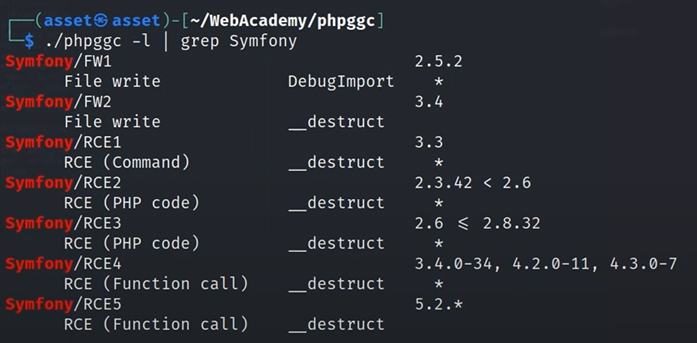 (asset㉿asset)-[~/WebAcademy/phpggc]
$ ./phpggc -l | grep Symfony
Symfony/FW1 2.5.2
File write DebugImport *
Symfony/FW2 3.4
File write __destruct
Symfony/RCE1 3.3
RCE (Command) __destruct *
Symfony/RCE2 2.3.42 < 2.6
RCE (PHP code) __destruct *
Symfony/RCE3 2.6 <= 2.8.32
RCE (PHP code) __destruct *
Symfony/RCE4 3.4.0-34, 4.2.0-11, 4.3.0-7
RCE (Function call) __destruct *
Symfony/RCE5 5.2.*
RCE (Function call) __destruct